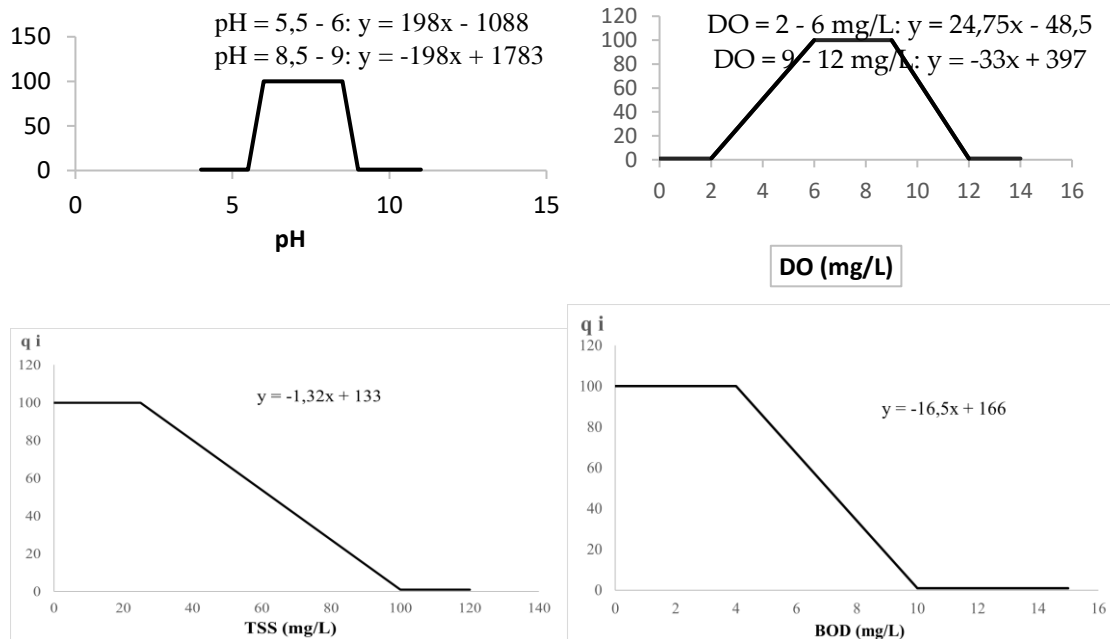 pH = 5,5 - 6: y = 198x - 1088
pH = 8,5 - 9: y = -198x + 1783
150
100
50
0
0 5 10 15
pH
DO = 2 - 6 mg/L: y = 24,75x - 48,5
DO = 9 - 12 mg/L: y = -33x + 397
120
100
80
60
40
20
0
0 2 4 6 8 10 12 14 16
DO (mg/L)
q i
120
100
80
60
40
20
0
y = -1,32x + 133
0 20 40 60 80 100 120 140
TSS (mg/L)
q i
120
100
80
60
40
20
0
y = -16,5x + 166
0 2 4 6 8 10 12 14 16
BOD (mg/L)